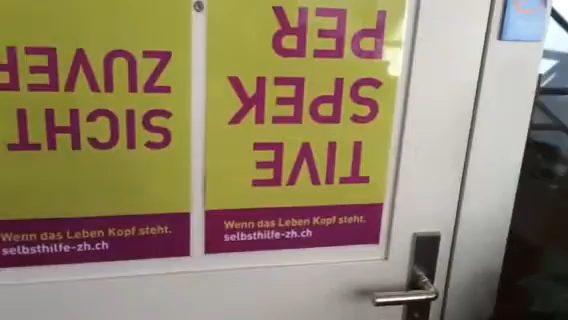 ZUVER
SICHT
Wenn das Leben Kopf steht.
selbsthilfe-zh.ch
PER
SPEK
TIVE
Wenn das Leben Kopf steht.
selbsthilfe-zh.ch